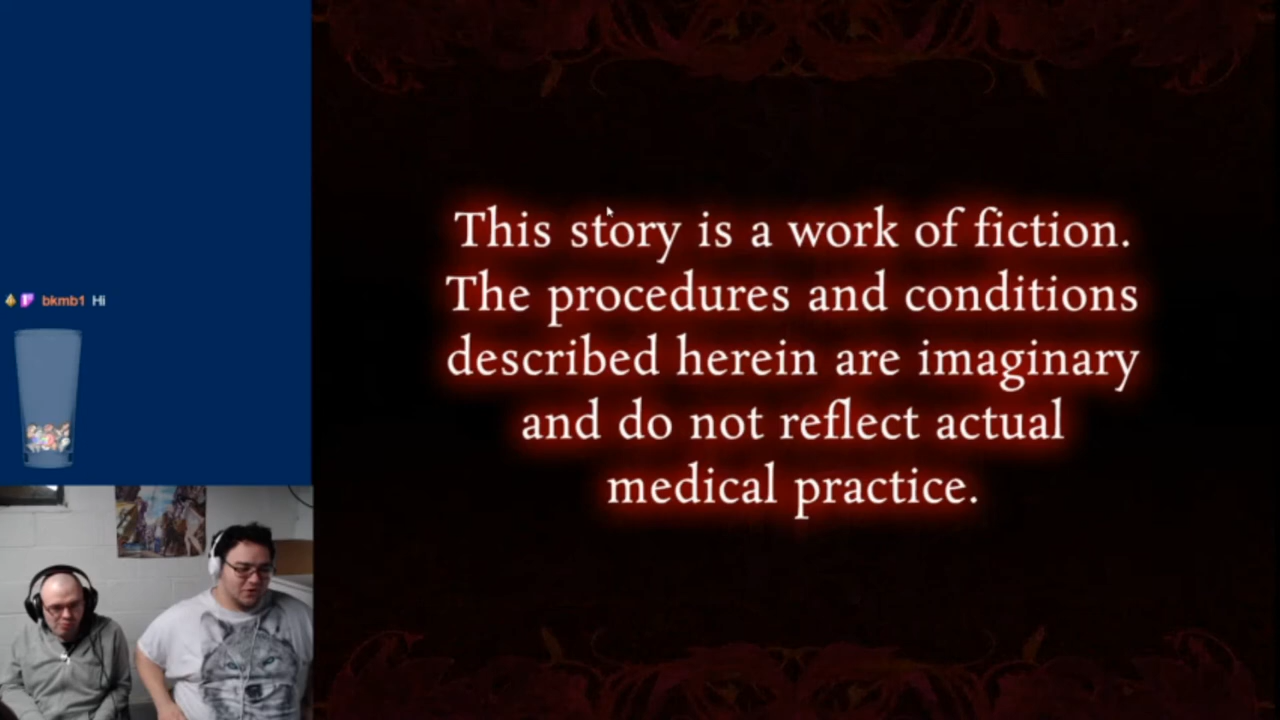 This story is a work of fiction.
The procedures and conditions
described herein are imaginary
and do not reflect actual
medical practice.
bkmb1 Hi